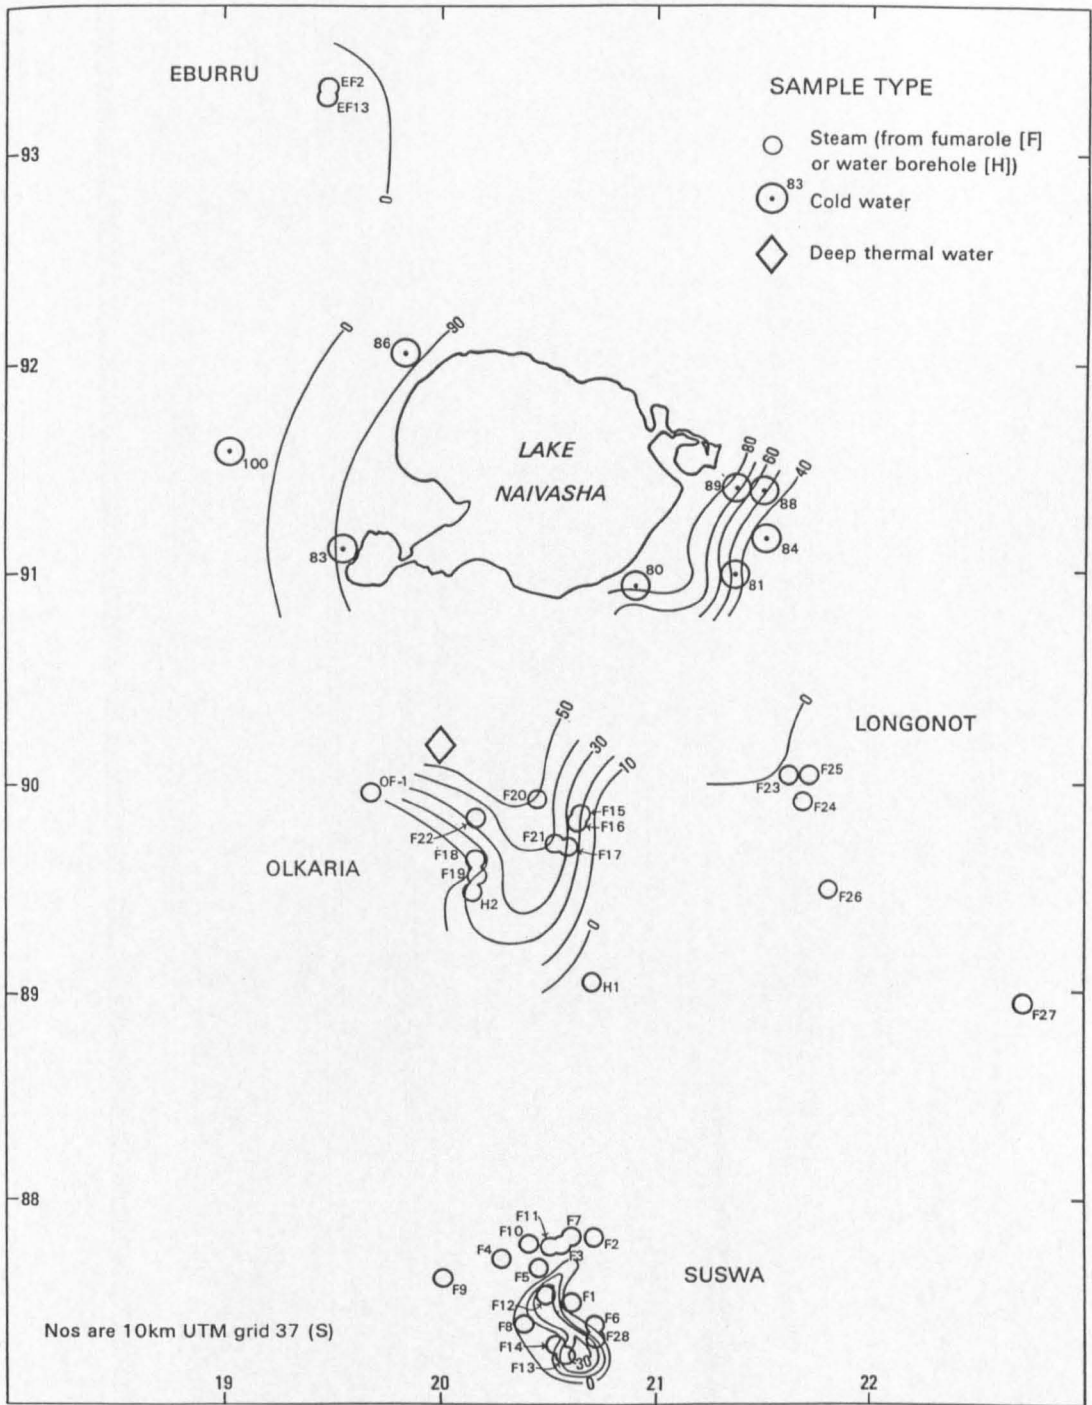 EBURRU
EF2
EF13
SAMPLE TYPE
Steam (from fumarole [F]
or water borehole [H])
83
Cold water
Deep thermal water
93
0
0
90
86
92
100
LAKE
NAIVASHA
80
60
40
89
88
84
83
91
80
81
50
30
10
0
LONGONOT
90
OF-1
F20
F15
F16
F23
F25
F24
F22
F21
F17
F18
F19
OLKARIA
H2
F26
0
H1
89
F27
88
F11
F7
F10
F2
F4
F3
F5
F9
SUSWA
F12
F1
F8
F6
F28
F14
F13
30
0
Nos are 10km UTM grid 37 (S)
19
20
21
22